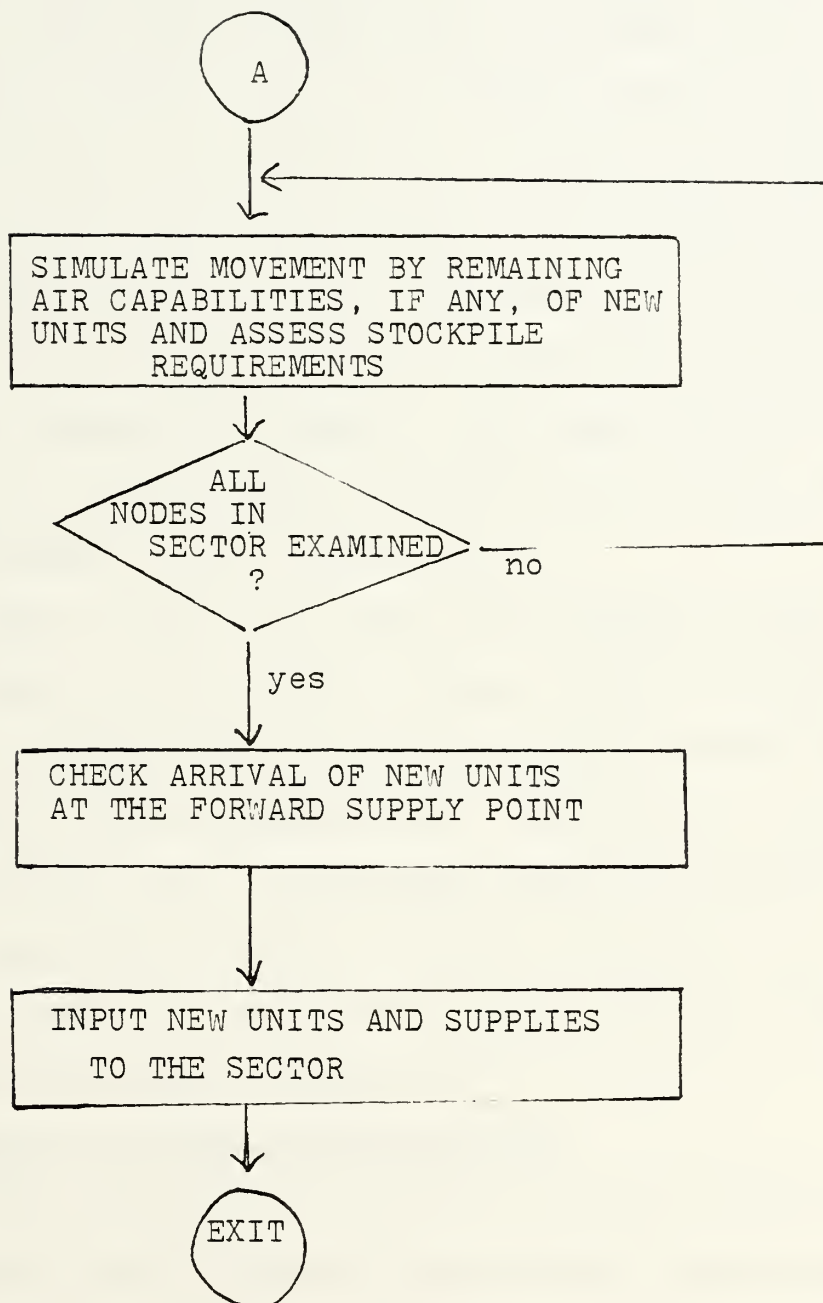 A
SIMULATE MOVEMENT BY REMAINING
AIR CAPABILITIES, IF ANY, OF NEW
UNITS AND ASSESS STOCKPILE
REQUIREMENTS
ALL
NODES IN
SECTOR EXAMINED
?
no
yes
CHECK ARRIVAL OF NEW UNITS
AT THE FORWARD SUPPLY POINT
INPUT NEW UNITS AND SUPPLIES
TO THE SECTOR
EXIT